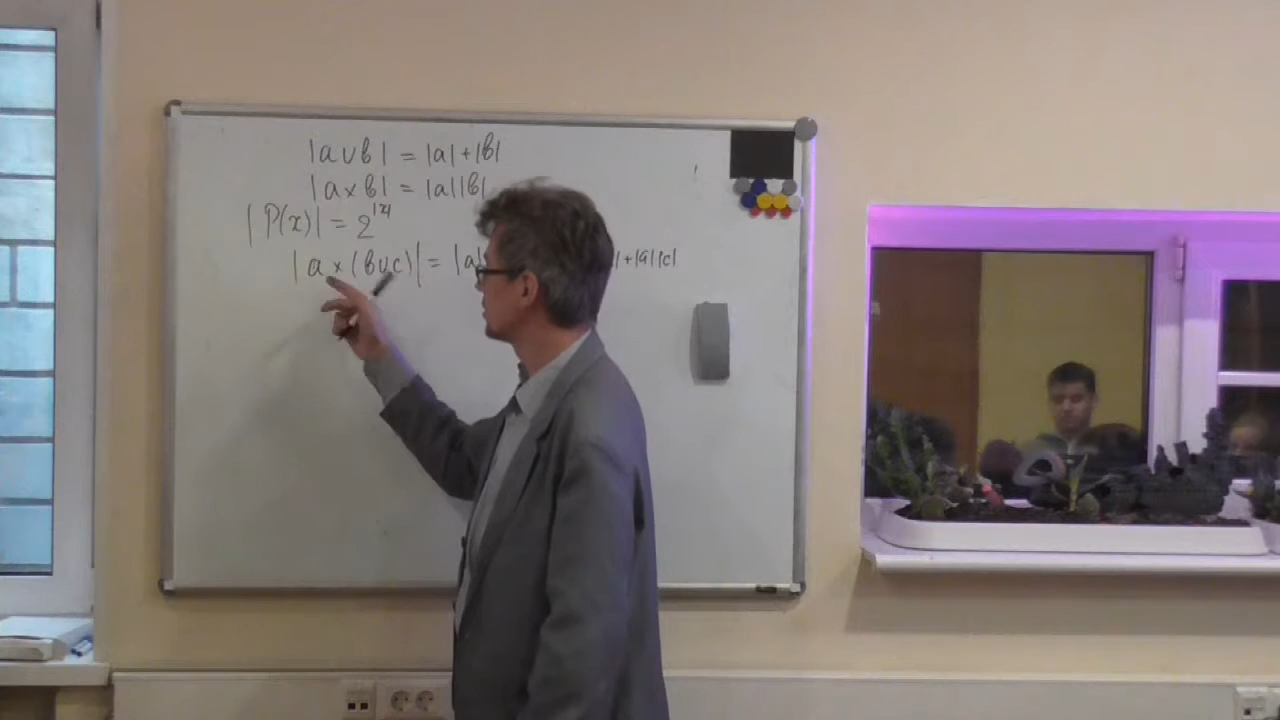 |a∪b| = |a|+|b|
|a×b| = |a||b|
|P(x)| = 2^|x|
|a×(b∪c)| = |a| |+|a||c|